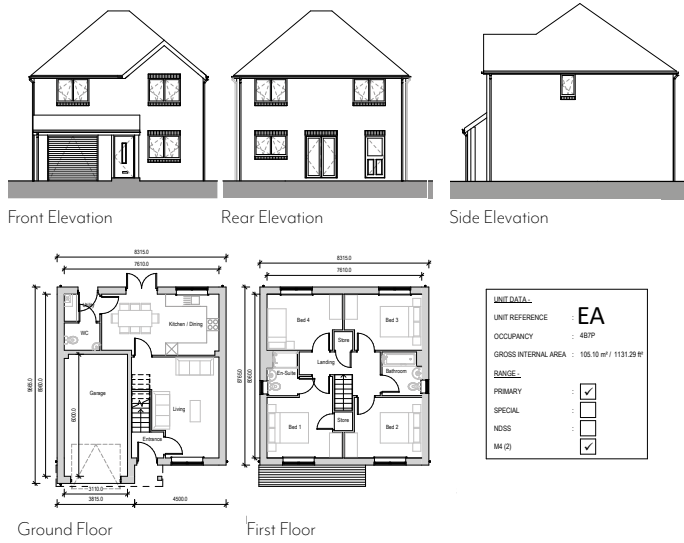 Front Elevation
Rear Elevation
Side Elevation
8315.0
7610.0
Utility
WC
Kitchen / Dining
Garage
Living
Entrance
3110.0
3815.0
4500.0
Ground Floor
8315.0
7610.0
Bed 4
Bed 3
Store
Landing
En-Suite
Bathroom
Bed 1
Store
Bed 2
First Floor
UNIT DATA -
UNIT REFERENCE : EA
OCCUPANCY : 4B7P
GROSS INTERNAL AREA : 105.10 m² / 1131.29 ft²
RANGE -
PRIMARY : ✓
SPECIAL :
NDSS :
M4 (2) : ✓